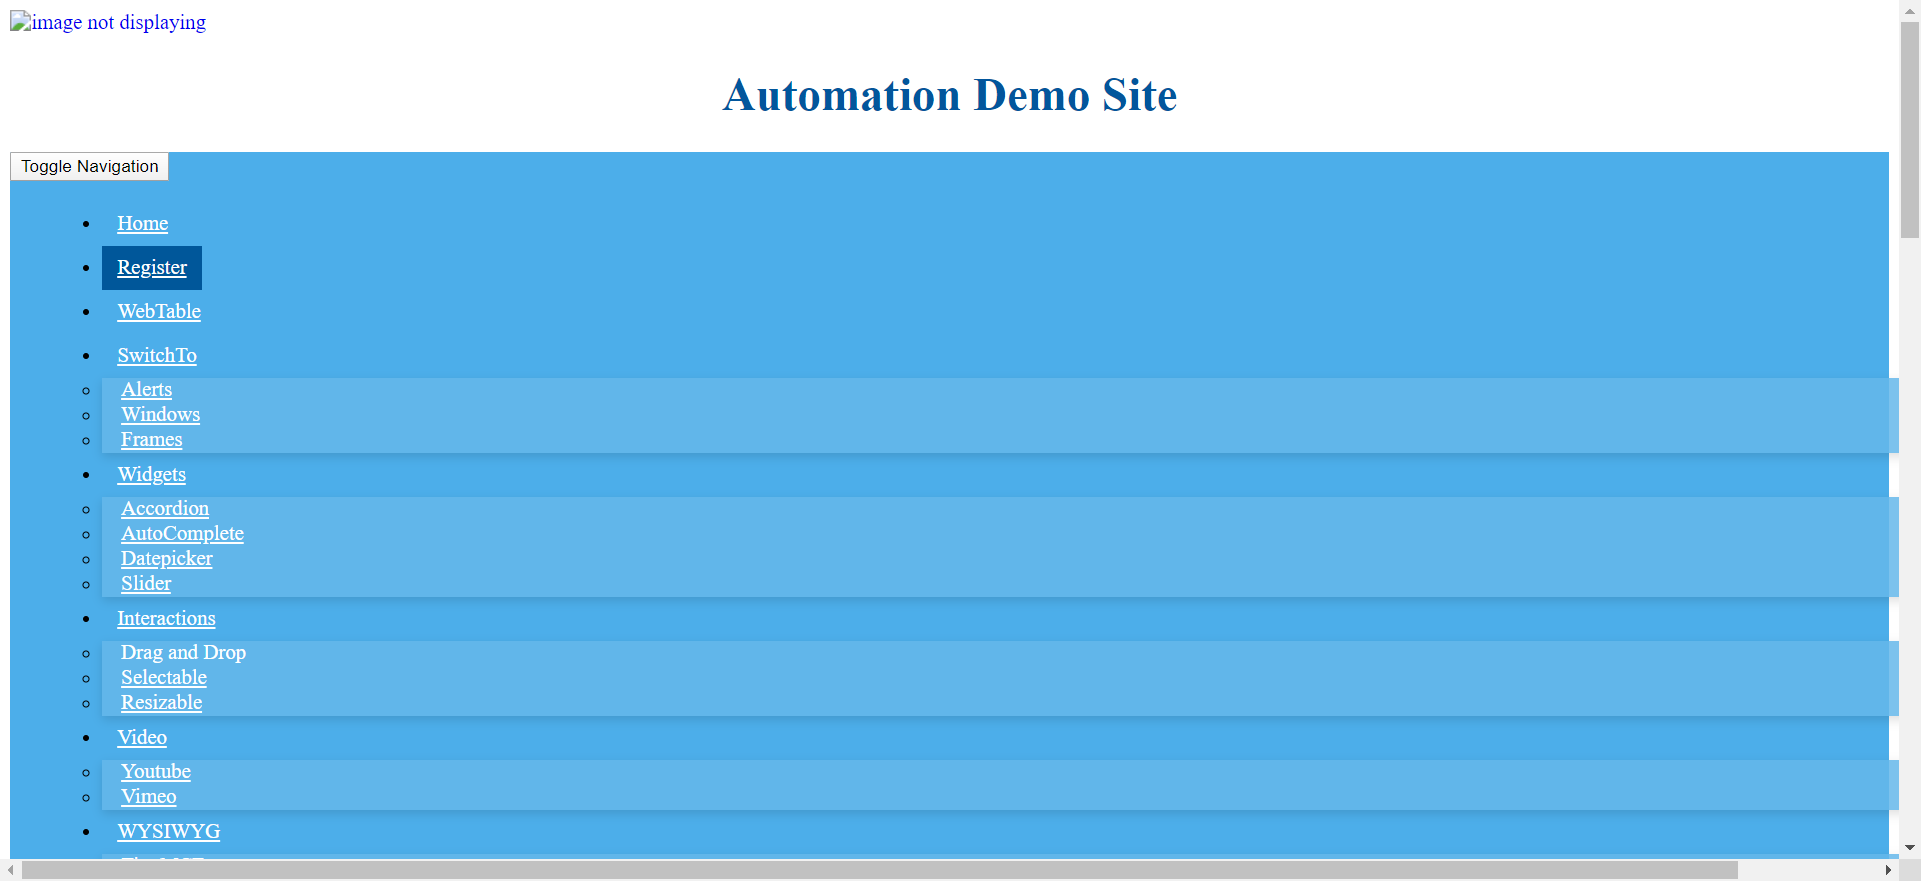 image not displaying
Automation Demo Site
Toggle Navigation
Home
Register
WebTable
SwitchTo
Alerts
Windows
Frames
Widgets
Accordion
AutoComplete
Datepicker
Slider
Interactions
Drag and Drop
Selectable
Resizable
Video
Youtube
Vimeo
WYSIWYG